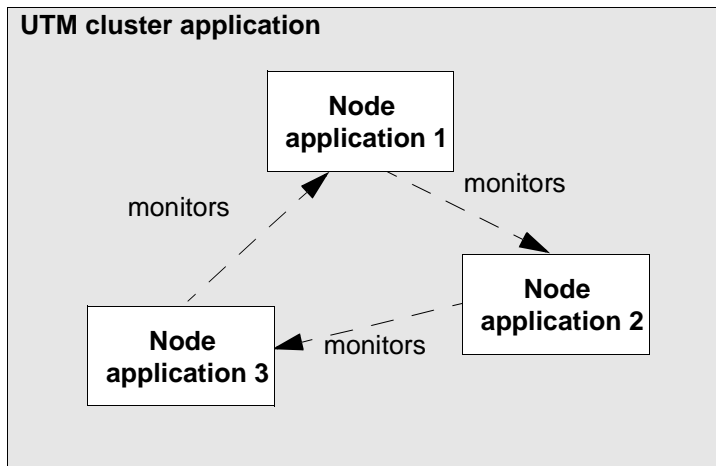 UTM cluster application
Node
application 1
monitors
monitors
Node
application 2
monitors
Node
application 3